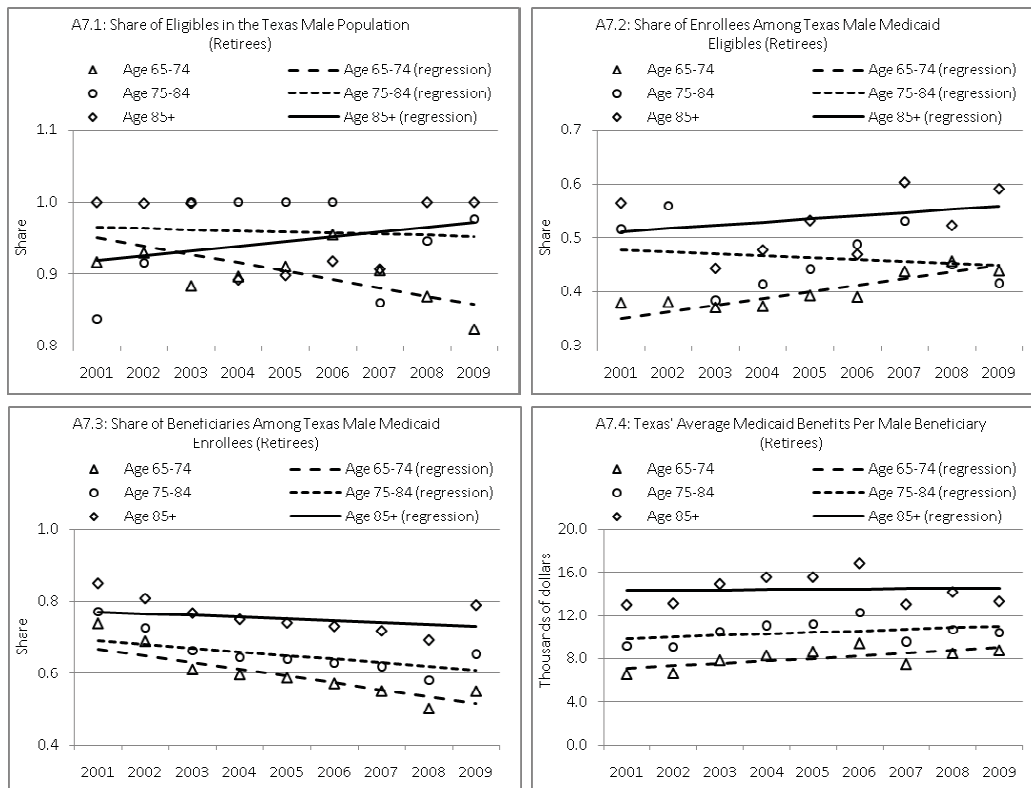 A7.1: Share of Eligibles in the Texas Male Population
(Retirees)
Age 65-74
Age 65-74 (regression)
Age 75-84
Age 75-84 (regression)
Age 85+
Age 85+ (regression)
1.1
1.0
0.9
0.8
Share
2001 2002 2003 2004 2005 2006 2007 2008 2009
A7.2: Share of Enrollees Among Texas Male Medicaid
Eligibles (Retirees)
Age 65-74
Age 65-74 (regression)
Age 75-84
Age 75-84 (regression)
Age 85+
Age 85+ (regression)
0.7
0.6
0.5
0.4
0.3
Share
2001 2002 2003 2004 2005 2006 2007 2008 2009
A7.3: Share of Beneficiaries Among Texas Male Medicaid
Enrollees (Retirees)
Age 65-74
Age 65-74 (regression)
Age 75-84
Age 75-84 (regression)
Age 85+
Age 85+ (regression)
1.0
0.8
0.6
0.4
Share
2001 2002 2003 2004 2005 2006 2007 2008 2009
A7.4: Texas' Average Medicaid Benefits Per Male Beneficiary
(Retirees)
Age 65-74
Age 65-74 (regression)
Age 75-84
Age 75-84 (regression)
Age 85+
Age 85+ (regression)
20.0
16.0
12.0
8.0
4.0
0.0
Thousands of dollars
2001 2002 2003 2004 2005 2006 2007 2008 2009